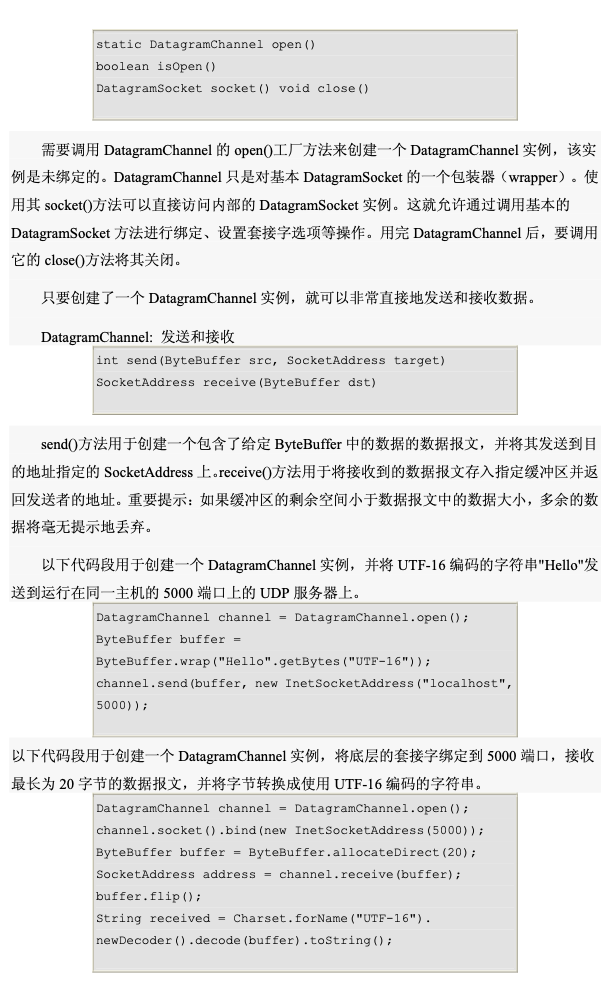 static DatagramChannel open()
boolean isOpen()
DatagramSocket socket() void close()
需要调用 DatagramChannel 的 open()工厂方法来创建一个 DatagramChannel 实例，该实
例是未绑定的。DatagramChannel 只是对基本 DatagramSocket 的一个包装器（wrapper）。使
用其 socket()方法可以直接访问内部的 DatagramSocket 实例。这就允许通过调用基本的
DatagramSocket 方法进行绑定、设置套接字选项等操作。用完 DatagramChannel 后，要调用
它的 close()方法将其关闭。
只要创建了一个 DatagramChannel 实例，就可以非常直接地发送和接收数据。
DatagramChannel: 发送和接收
int send(ByteBuffer src, SocketAddress target)
SocketAddress receive(ByteBuffer dst)
send()方法用于创建一个包含了给定 ByteBuffer 中的数据的数据报文，并将其发送到目
的地址指定的 SocketAddress 上。receive()方法用于将接收到的数据报文存入指定缓冲区并返
回发送者的地址。重要提示：如果缓冲区的剩余空间小于数据报文中的数据大小，多余的数
据将毫无提示地丢弃。
以下代码段用于创建一个 DatagramChannel 实例，并将 UTF-16 编码的字符串"Hello"发
送到运行在同一主机的 5000 端口上的 UDP 服务器上。
DatagramChannel channel = DatagramChannel.open();
ByteBuffer buffer =
ByteBuffer.wrap("Hello".getBytes("UTF-16"));
channel.send(buffer, new InetSocketAddress("localhost",
5000));
以下代码段用于创建一个 DatagramChannel 实例，将底层的套接字绑定到 5000 端口，接收
最长为 20 字节的数据报文，并将字节转换成使用 UTF-16 编码的字符串。
DatagramChannel channel = DatagramChannel.open();
channel.socket().bind(new InetSocketAddress(5000));
ByteBuffer buffer = ByteBuffer.allocateDirect(20);
SocketAddress address = channel.receive(buffer);
buffer.flip();
String received = Charset.forName("UTF-16").
newDecoder().decode(buffer).toString();